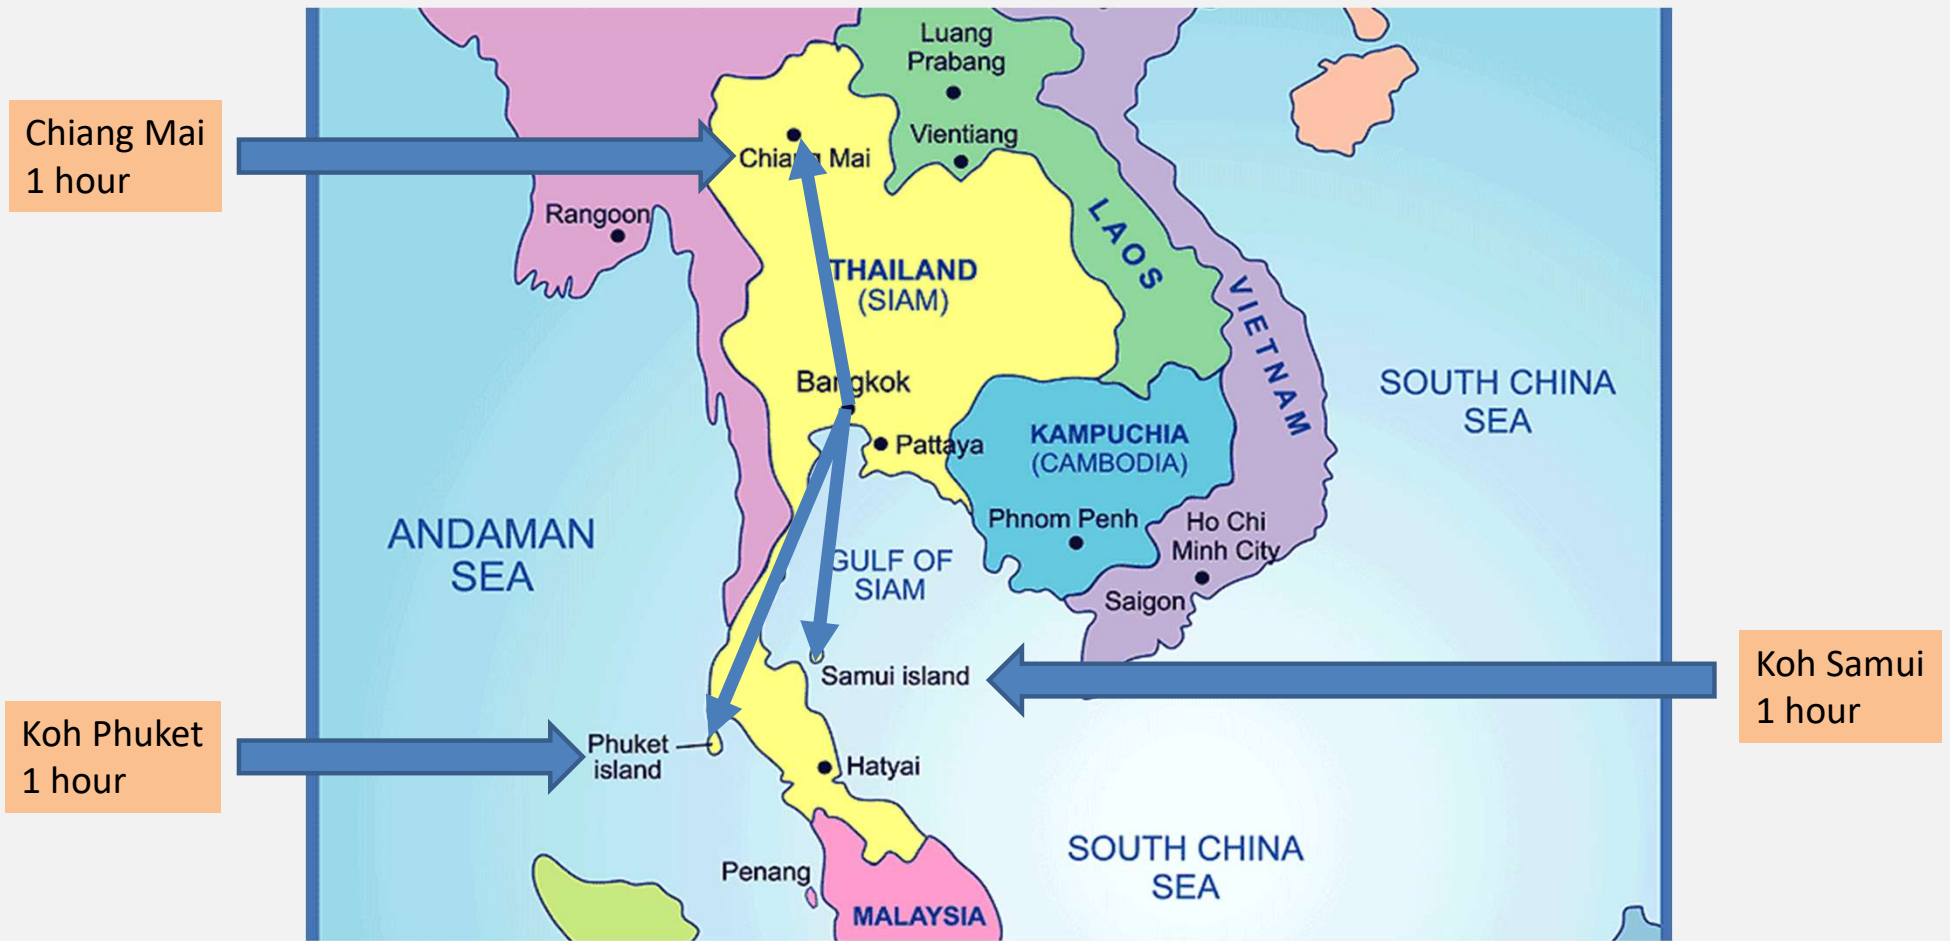 Luang
Prabang
Chiang Mai
1 hour
Vientiang
Chiang Mai
Rangoon
LAOS
THAILAND
(SIAM)
VIETNAM
Bangkok
SOUTH CHINA
SEA
Pattaya
KAMPUCHIA
(CAMBODIA)
Phnom Penh
Ho Chi
Minh City
ANDAMAN
SEA
GULF OF
SIAM
Saigon
Samui island
Koh Samui
1 hour
Koh Phuket
1 hour
Phuket
island
Hatyai
SOUTH CHINA
SEA
Penang
MALAYSIA